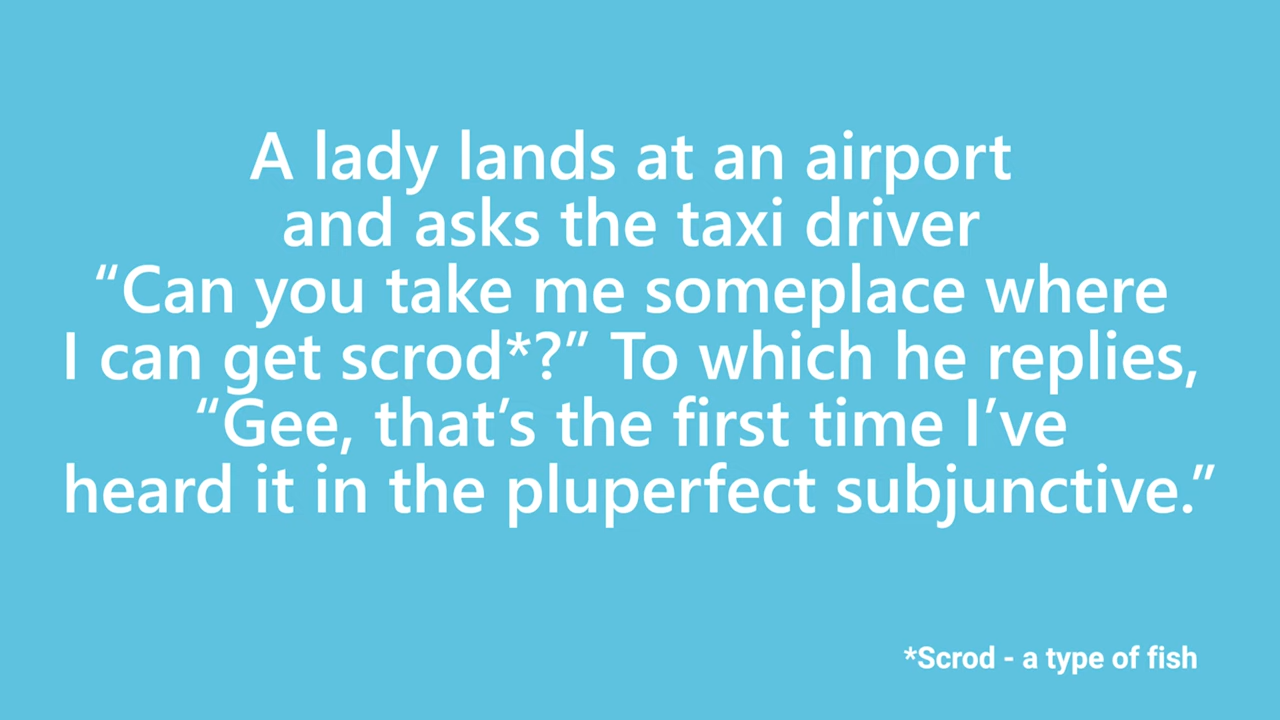 A lady lands at an airport
and asks the taxi driver
“Can you take me someplace where
I can get scrod*?” To which he replies,
“Gee, that’s the first time I’ve
heard it in the pluperfect subjunctive.”
*Scrod - a type of fish